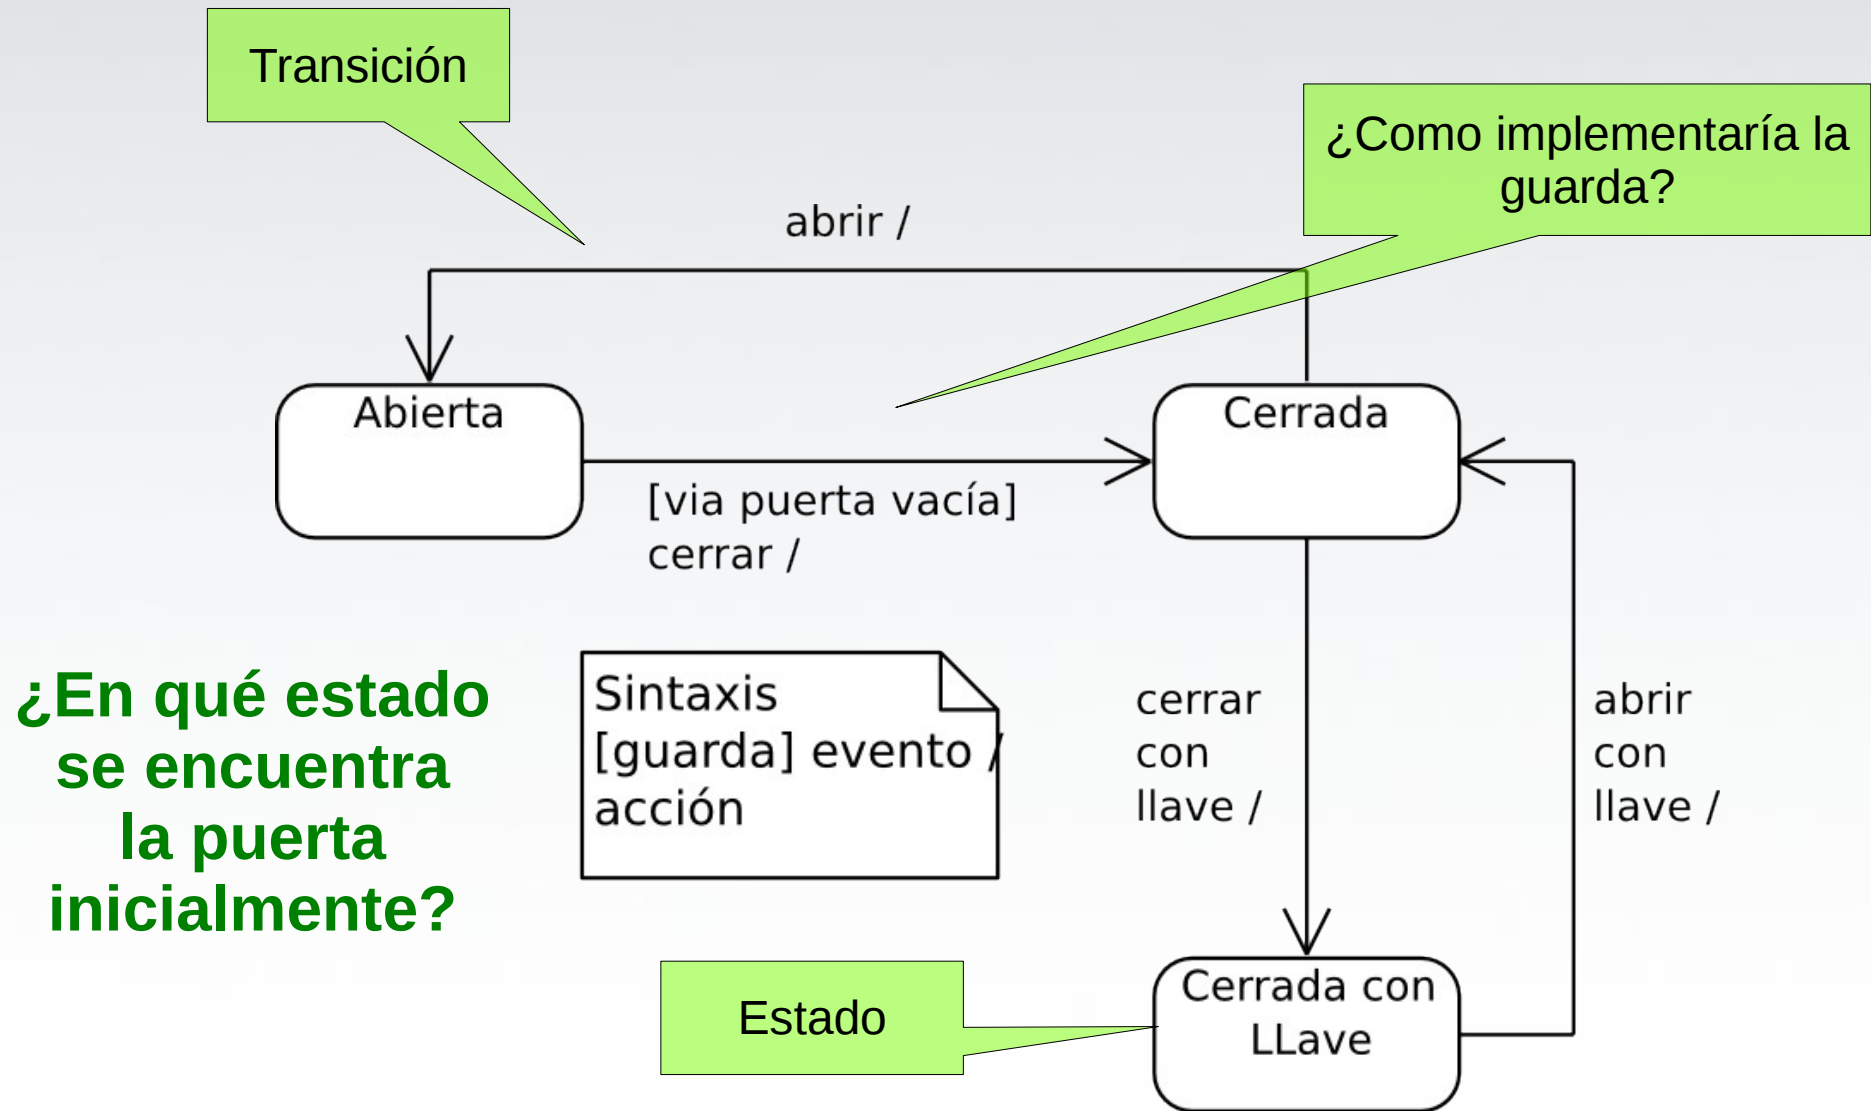 Transición
¿Como implementaría la
guarda?
abrir /
Abierta
Cerrada
[via puerta vacía]
cerrar /
¿En qué estado
se encuentra
la puerta
inicialmente?
Sintaxis
[guarda] evento /
acción
cerrar
con
llave /
abrir
con
llave /
Estado
Cerrada con
LLave